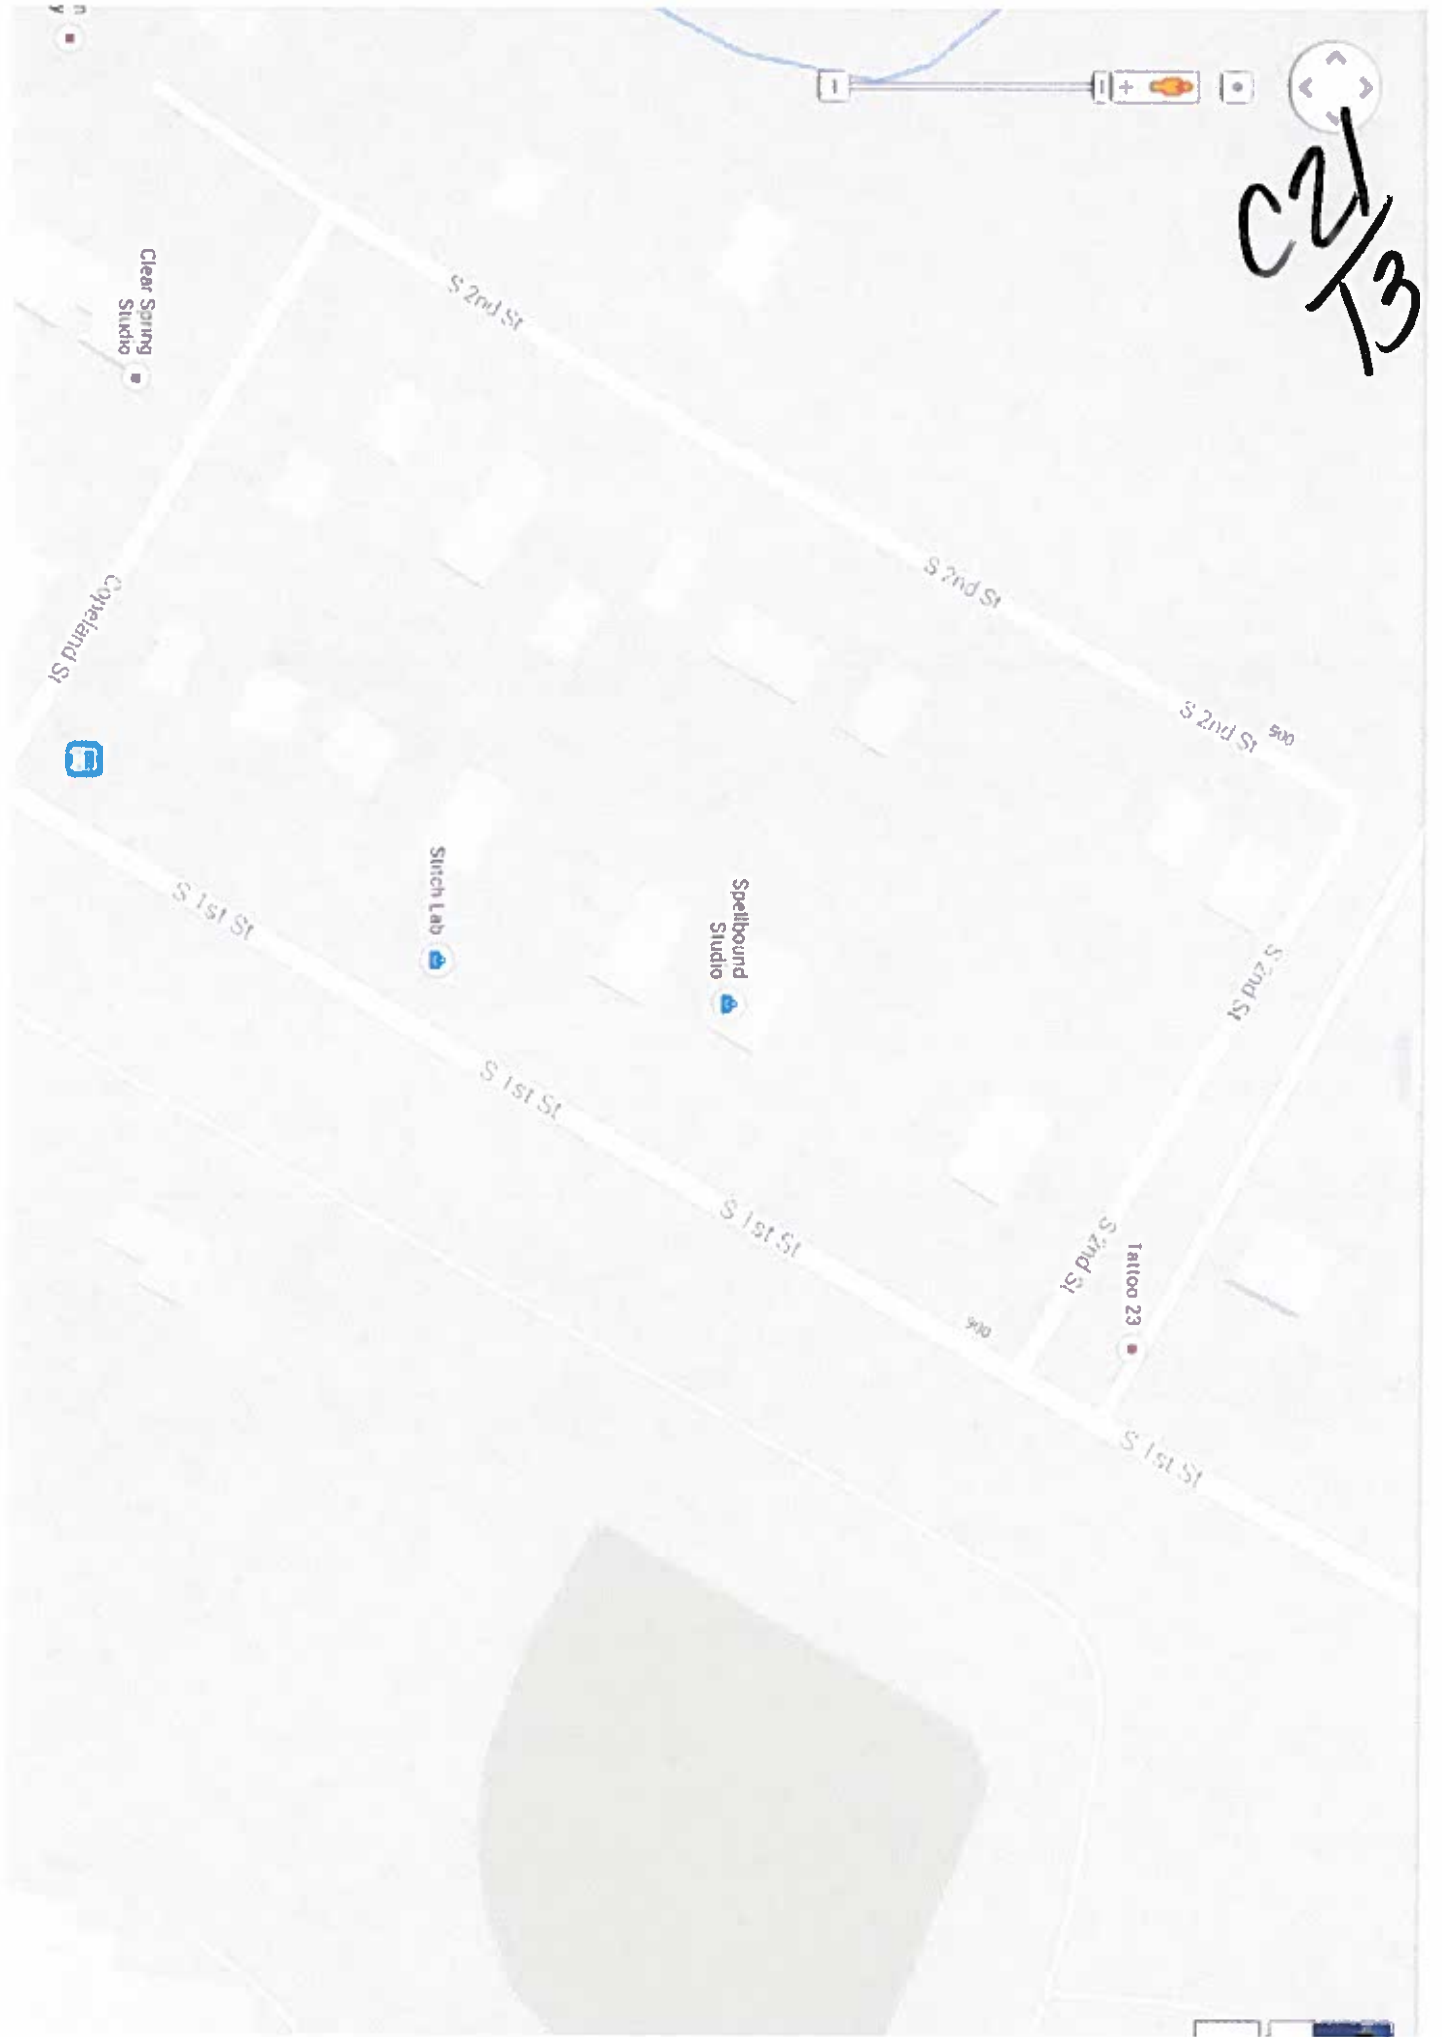 C21/T3
S 2nd St
S 2nd St
S 2nd St
500
S 2nd St
S 2nd St
Tattoo 23
Clear Spring
Studio
Copeland St
Stitch Lab
Spellbound
Studio
S 1st St
S 1st St
S 1st St
900
S 1st St